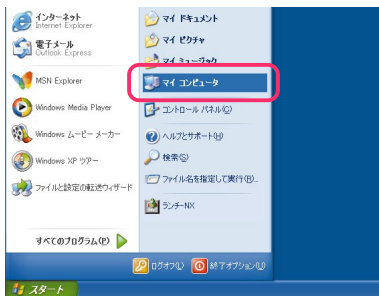 インターネット
Internet Explorer
電子メール
Outlook Express
MSN Explorer
Windows Media Player
Windows ムービー メーカー
Windows XP ツアー
ファイルと設定の転送ウィザード
すべてのプログラム(P)
マイ ドキュメント
マイ ピクチャ
マイ ミュージック
マイ コンピュータ
コントロール パネル(C)
ヘルプとサポート(H)
検索(S)
ファイル名を指定して実行(R)...
ランチ-NX
ログオフ(L)
終了オプション(U)
スタート